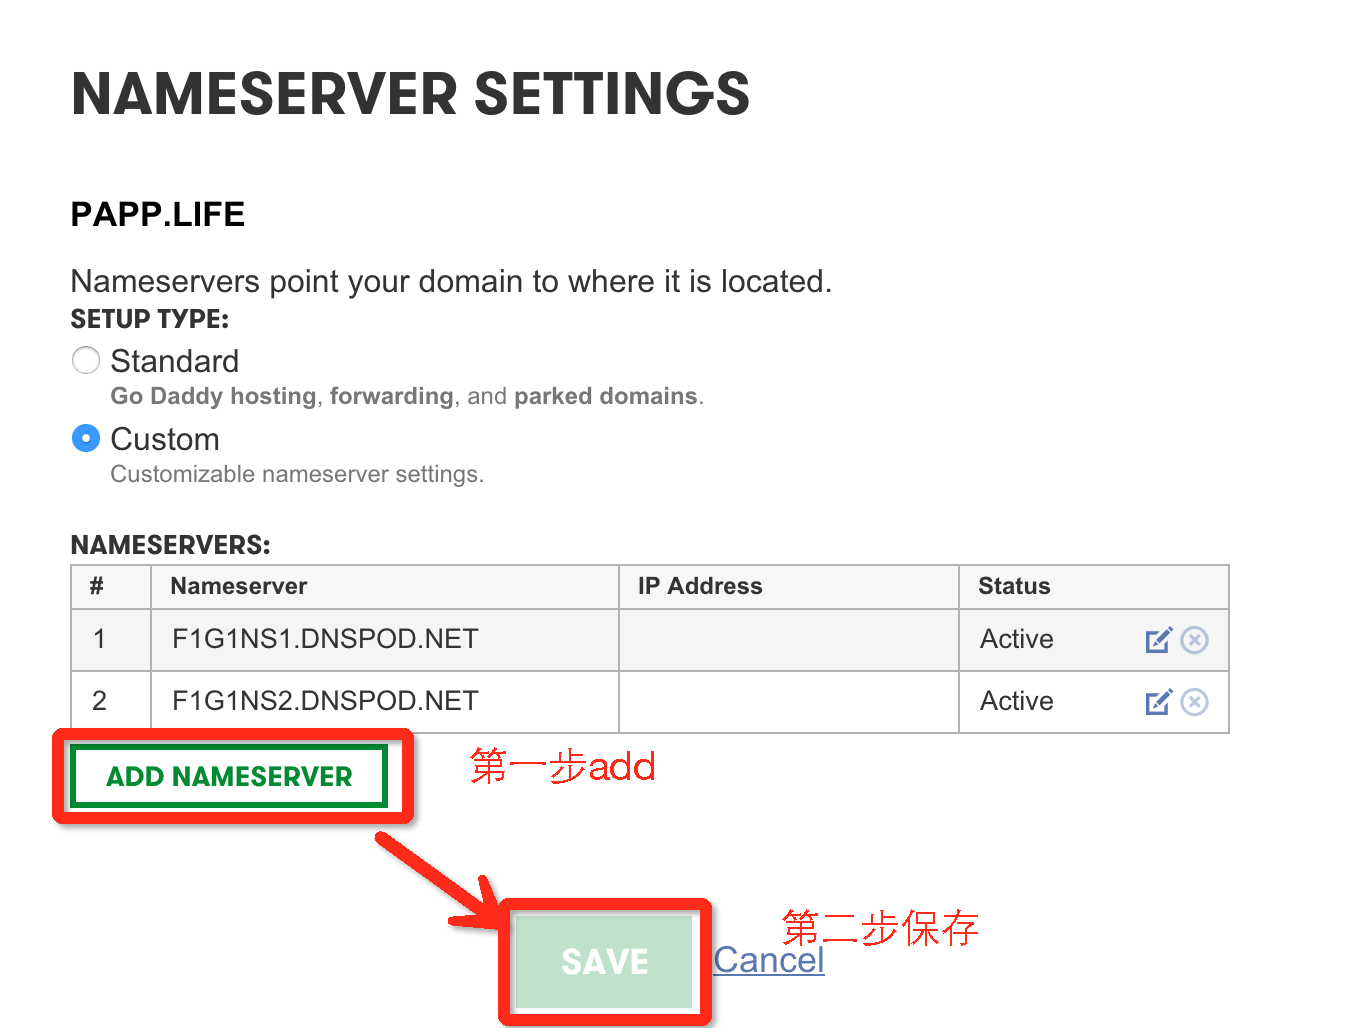 NAMESERVER SETTINGS
PAPP.LIFE
Nameservers point your domain to where it is located.
SETUP TYPE:
Standard
Go Daddy hosting, forwarding, and parked domains.
Custom
Customizable nameserver settings.
NAMESERVERS:
# Nameserver IP Address Status
1 F1G1NS1.DNSPOD.NET Active
2 F1G1NS2.DNSPOD.NET Active
ADD NAMESERVER
第一步add
第二步保存
SAVE Cancel